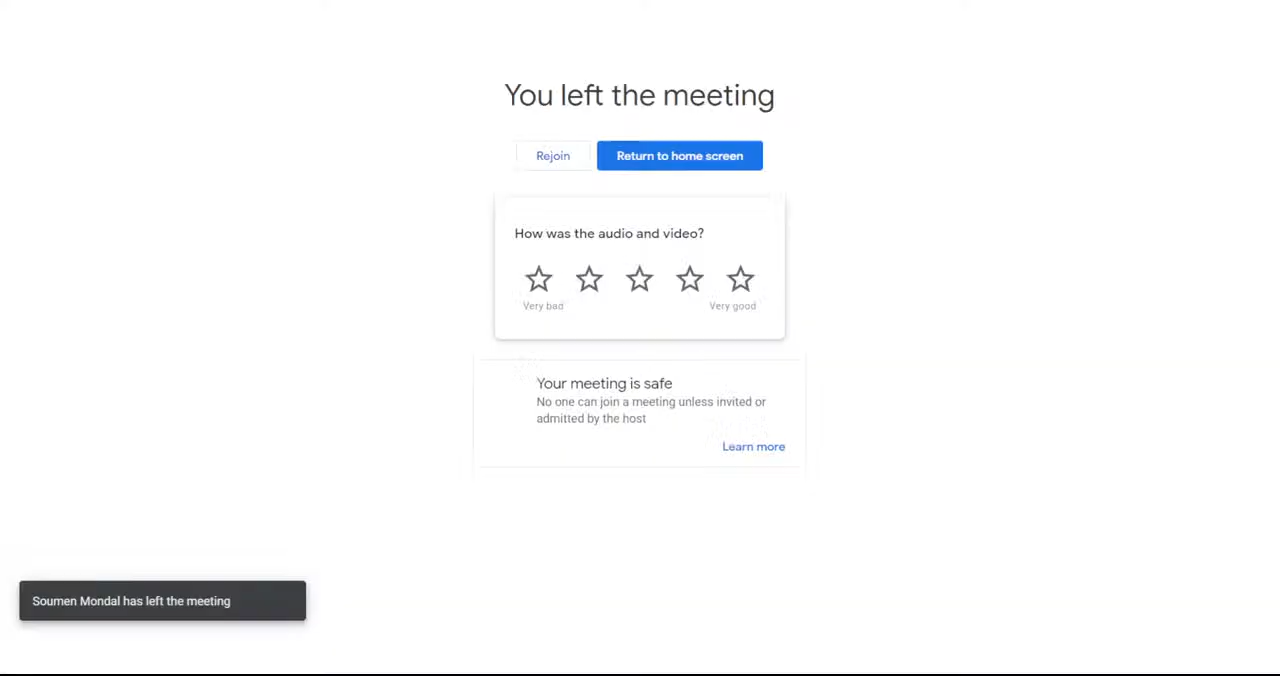 You left the meeting
Rejoin
Return to home screen
How was the audio and video?
Very bad
Very good
Your meeting is safe
No one can join a meeting unless invited or
admitted by the host
Learn more
Soumen Mondal has left the meeting